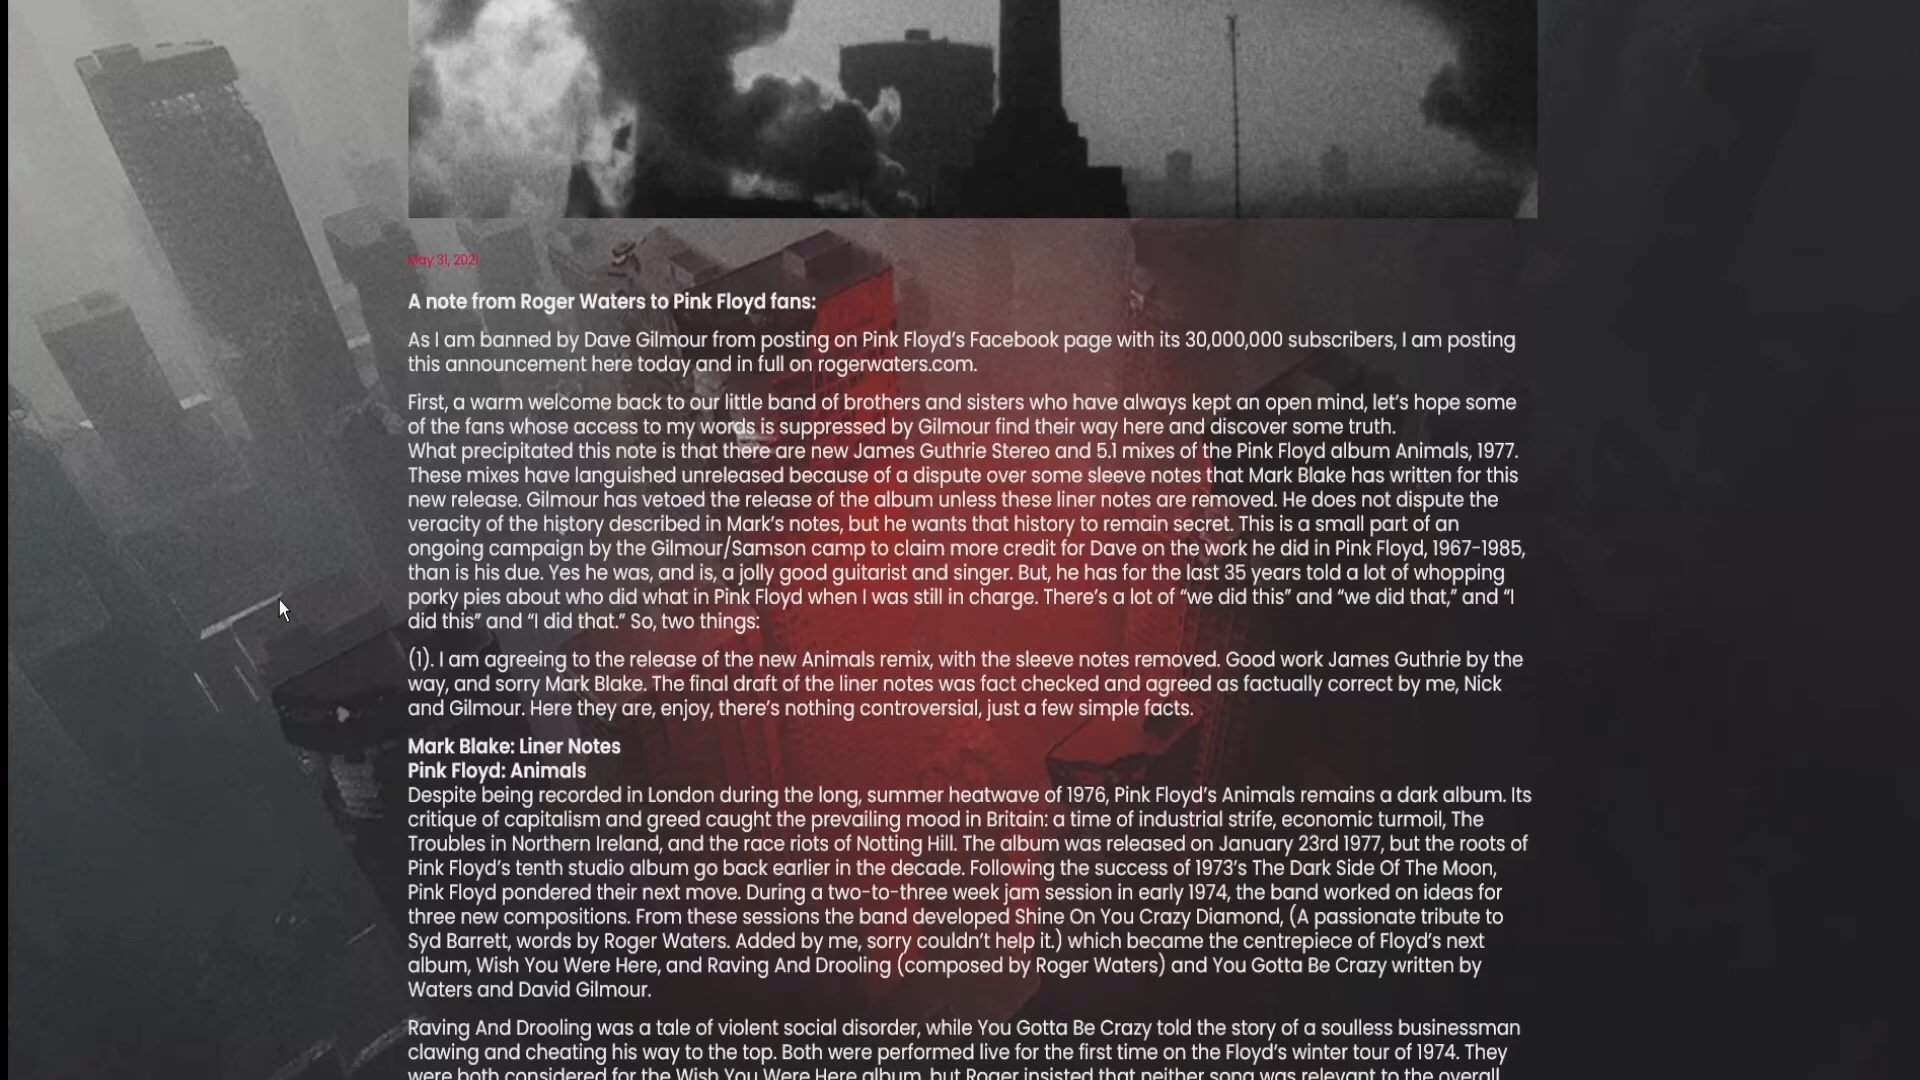 May 31, 2021
A note from Roger Waters to Pink Floyd fans:
As I am banned by Dave Gilmour from posting on Pink Floyd’s Facebook page with its 30,000,000 subscribers, I am posting
this announcement here today and in full on rogerwaters.com.
First, a warm welcome back to our little band of brothers and sisters who have always kept an open mind, let’s hope some
of the fans whose access to my words is suppressed by Gilmour find their way here and discover some truth.
What precipitated this note is that there are new James Guthrie Stereo and 5.1 mixes of the Pink Floyd album Animals, 1977.
These mixes have languished unreleased because of a dispute over some sleeve notes that Mark Blake has written for this
new release. Gilmour has vetoed the release of the album unless these liner notes are removed. He does not dispute the
veracity of the history described in Mark’s notes, but he wants that history to remain secret. This is a small part of an
ongoing campaign by the Gilmour/Samson camp to claim more credit for Dave on the work he did in Pink Floyd, 1967-1985,
than is his due. Yes he was, and is, a jolly good guitarist and singer. But, he has for the last 35 years told a lot of whopping
porky pies about who did what in Pink Floyd when I was still in charge. There’s a lot of “we did this” and “we did that,” and “I
did this” and “I did that.” So, two things:
(1). I am agreeing to the release of the new Animals remix, with the sleeve notes removed. Good work James Guthrie by the
way, and sorry Mark Blake. The final draft of the liner notes was fact checked and agreed as factually correct by me, Nick
and Gilmour. Here they are, enjoy, there’s nothing controversial, just a few simple facts.
Mark Blake: Liner Notes
Pink Floyd: Animals
Despite being recorded in London during the long, summer heatwave of 1976, Pink Floyd’s Animals remains a dark album. Its
critique of capitalism and greed caught the prevailing mood in Britain: a time of industrial strife, economic turmoil, The
Troubles in Northern Ireland, and the race riots of Notting Hill. The album was released on January 23rd 1977, but the roots of
Pink Floyd’s tenth studio album go back earlier in the decade. Following the success of 1973’s The Dark Side Of The Moon,
Pink Floyd pondered their next move. During a two-to-three week jam session in early 1974, the band worked on ideas for
three new compositions. From these sessions the band developed Shine On You Crazy Diamond, (A passionate tribute to
Syd Barrett, words by Roger Waters. Added by me, sorry couldn’t help it.) which became the centrepiece of Floyd’s next
album, Wish You Were Here, and Raving And Drooling (composed by Roger Waters) and You Gotta Be Crazy written by
Waters and David Gilmour.
Raving And Drooling was a tale of violent social disorder, while You Gotta Be Crazy told the story of a soulless businessman
clawing and cheating his way to the top. Both were performed live for the first time on the Floyd’s winter tour of 1974. They
were both considered for the Wish You Were Here album, but Roger insisted that neither song was relevant to the overall